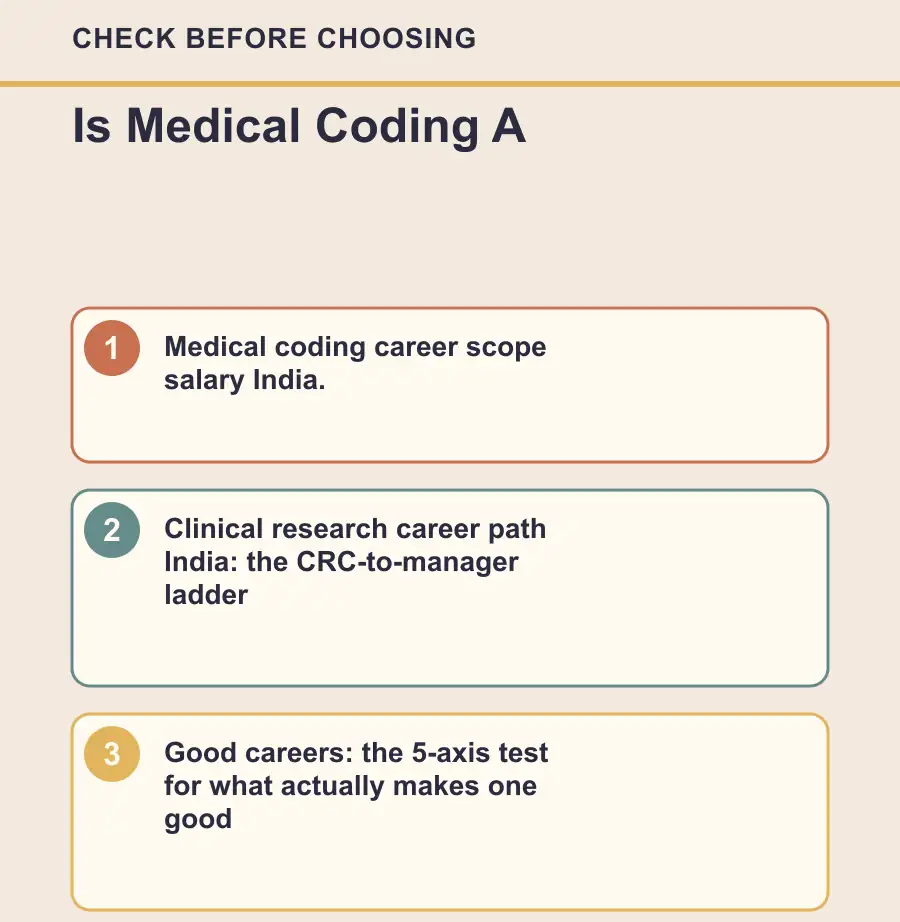 CHECK BEFORE CHOOSING
Is Medical Coding A
1
Medical coding career scope
salary India.
2
Clinical research career path
India: the CRC-to-manager
ladder
3
Good careers: the 5-axis test
for what actually makes one
good